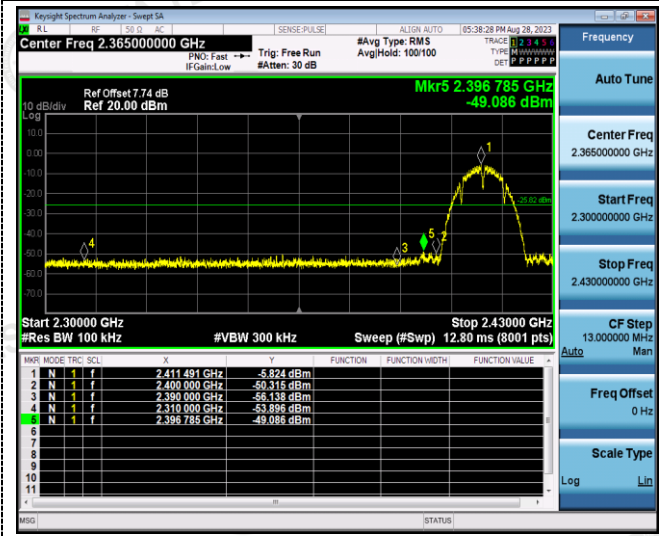 Keysight Spectrum Analyzer - Swept SA
RL RF 50 Ω AC SENSE:PULSE ALIGN AUTO 05:38:28 PM Aug 28, 2023
Center Freq 2.365000000 GHz
PNO: Fast
IFGain:Low
Trig: Free Run
#Atten: 30 dB
#Avg Type: RMS
Avg|Hold: 100/100
TRACE 1 2 3 4 5 6
TYPE M
DET P P P P P P
Ref Offset 7.74 dB
10 dB/div Ref 20.00 dBm
Log
Mkr5 2.396 785 GHz
-49.086 dBm
10.0
0.00
-10.0
-20.0
-30.0
-40.0
-50.0
-60.0
-70.0
1
-25.02 dBm
4
3
5
2
Start 2.30000 GHz Stop 2.43000 GHz
#Res BW 100 kHz #VBW 300 kHz Sweep (#Swp) 12.80 ms (8001 pts)
MKR MODE TRC SCL X Y FUNCTION FUNCTION WIDTH FUNCTION VALUE
1 N 1 f 2.411 491 GHz -5.824 dBm
2 N 1 f 2.400 000 GHz -50.315 dBm
3 N 1 f 2.390 000 GHz -56.138 dBm
4 N 1 f 2.310 000 GHz -53.896 dBm
5 N 1 f 2.396 785 GHz -49.086 dBm
6
7
8
9
10
11
MSG STATUS
Frequency
Auto Tune
Center Freq
2.365000000 GHz
Start Freq
2.300000000 GHz
Stop Freq
2.430000000 GHz
CF Step
13.000000 MHz
Auto Man
Freq Offset
0 Hz
Scale Type
Log Lin